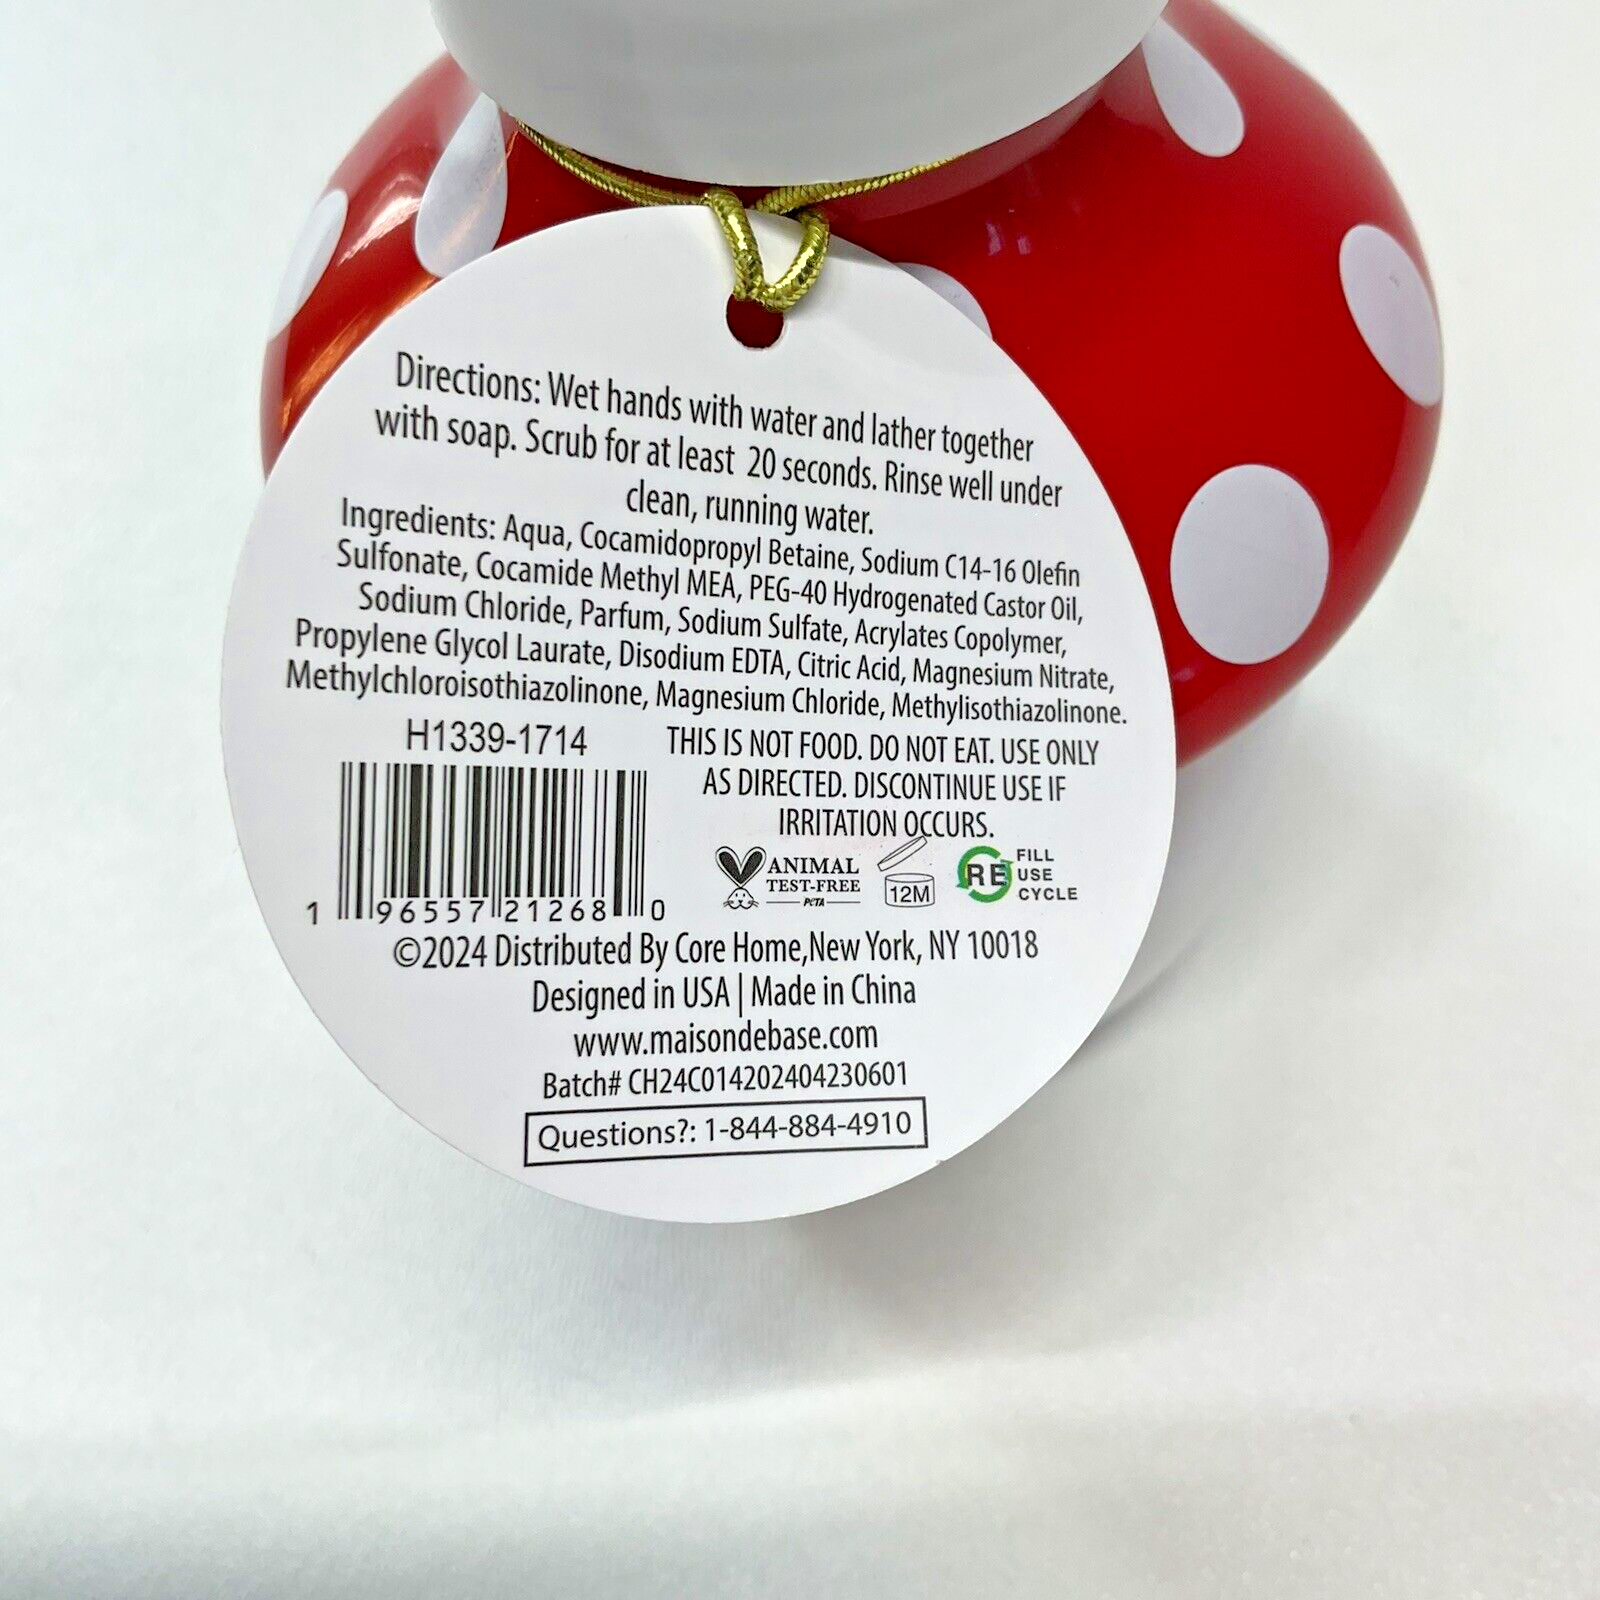 Directions: Wet hands with water and lather together
with soap. Scrub for at least 20 seconds. Rinse well under
clean, running water.
Ingredients: Aqua, Cocamidopropyl Betaine, Sodium C14-16 Olefin
Sulfonate, Cocamide Methyl MEA, PEG-40 Hydrogenated Castor Oil,
Sodium Chloride, Parfum, Sodium Sulfate, Acrylates Copolymer,
Propylene Glycol Laurate, Disodium EDTA, Citric Acid, Magnesium Nitrate,
Methylchloroisothiazolinone, Magnesium Chloride, Methylisothiazolinone.
H1339-1714
1 96557 21268 0
THIS IS NOT FOOD. DO NOT EAT. USE ONLY
AS DIRECTED. DISCONTINUE USE IF
IRRITATION OCCURS.
ANIMAL
TEST-FREE
PETA
12M
RE
FILL
USE
CYCLE
©2024 Distributed By Core Home,New York, NY 10018
Designed in USA | Made in China
www.maisondebase.com
Batch# CH24C014202404230601
Questions?: 1-844-884-4910